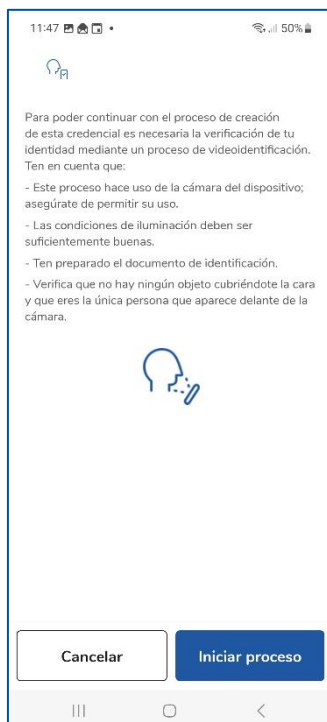 11:47
50%
Para poder continuar con el proceso de creación
de esta credencial es necesaria la verificación de tu
identidad mediante un proceso de videoidentificación.
Ten en cuenta que:
- Este proceso hace uso de la cámara del dispositivo;
asegúrate de permitir su uso.
- Las condiciones de iluminación deben ser
suficientemente buenas.
- Ten preparado el documento de identificación.
- Verifica que no hay ningún objeto cubriéndote la cara
y que eres la única persona que aparece delante de la
cámara.
Cancelar
Iniciar proceso